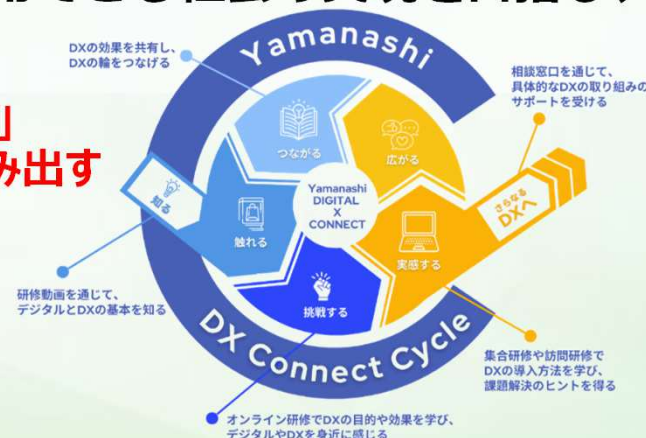 Yamanashi
DXの効果を共有し、
DXの輪をつなげる
相談窓口を通じて、
具体的なDXの取り組みの
サポートを受ける
」
み出す
つながる
広がる
知る
触れる
Yamanashi
DIGITAL
X
CONNECT
さらなる
DXへ
実感する
挑戦する
研修動画を通じて、
デジタルとDXの基本を知る
DX Connect Cycle
集合研修や訪問研修で
DXの導入方法を学び、
課題解決のヒントを得る
オンライン研修でDXの目的や効果を学び、
デジタルやDXを身近に感じる